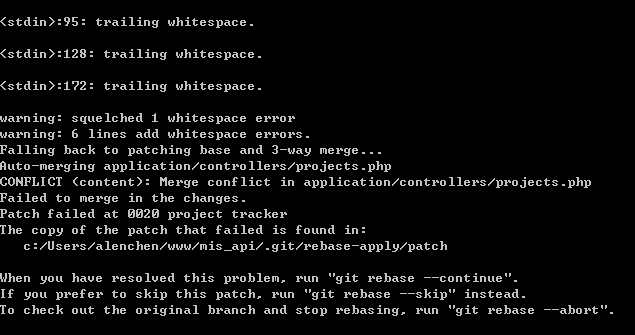 <stdin>:95: trailing whitespace.
<stdin>:128: trailing whitespace.
<stdin>:172: trailing whitespace.
warning: squelched 1 whitespace error
warning: 6 lines add whitespace errors.
Falling back to patching base and 3-way merge...
Auto-merging application/controllers/projects.php
CONFLICT (content): Merge conflict in application/controllers/projects.php
Failed to merge in the changes.
Patch failed at 0020 project tracker
The copy of the patch that failed is found in:
   c:/Users/alenchen/www/mis_api/.git/rebase-apply/patch
When you have resolved this problem, run "git rebase --continue".
If you prefer to skip this patch, run "git rebase --skip" instead.
To check out the original branch and stop rebasing, run "git rebase --abort".